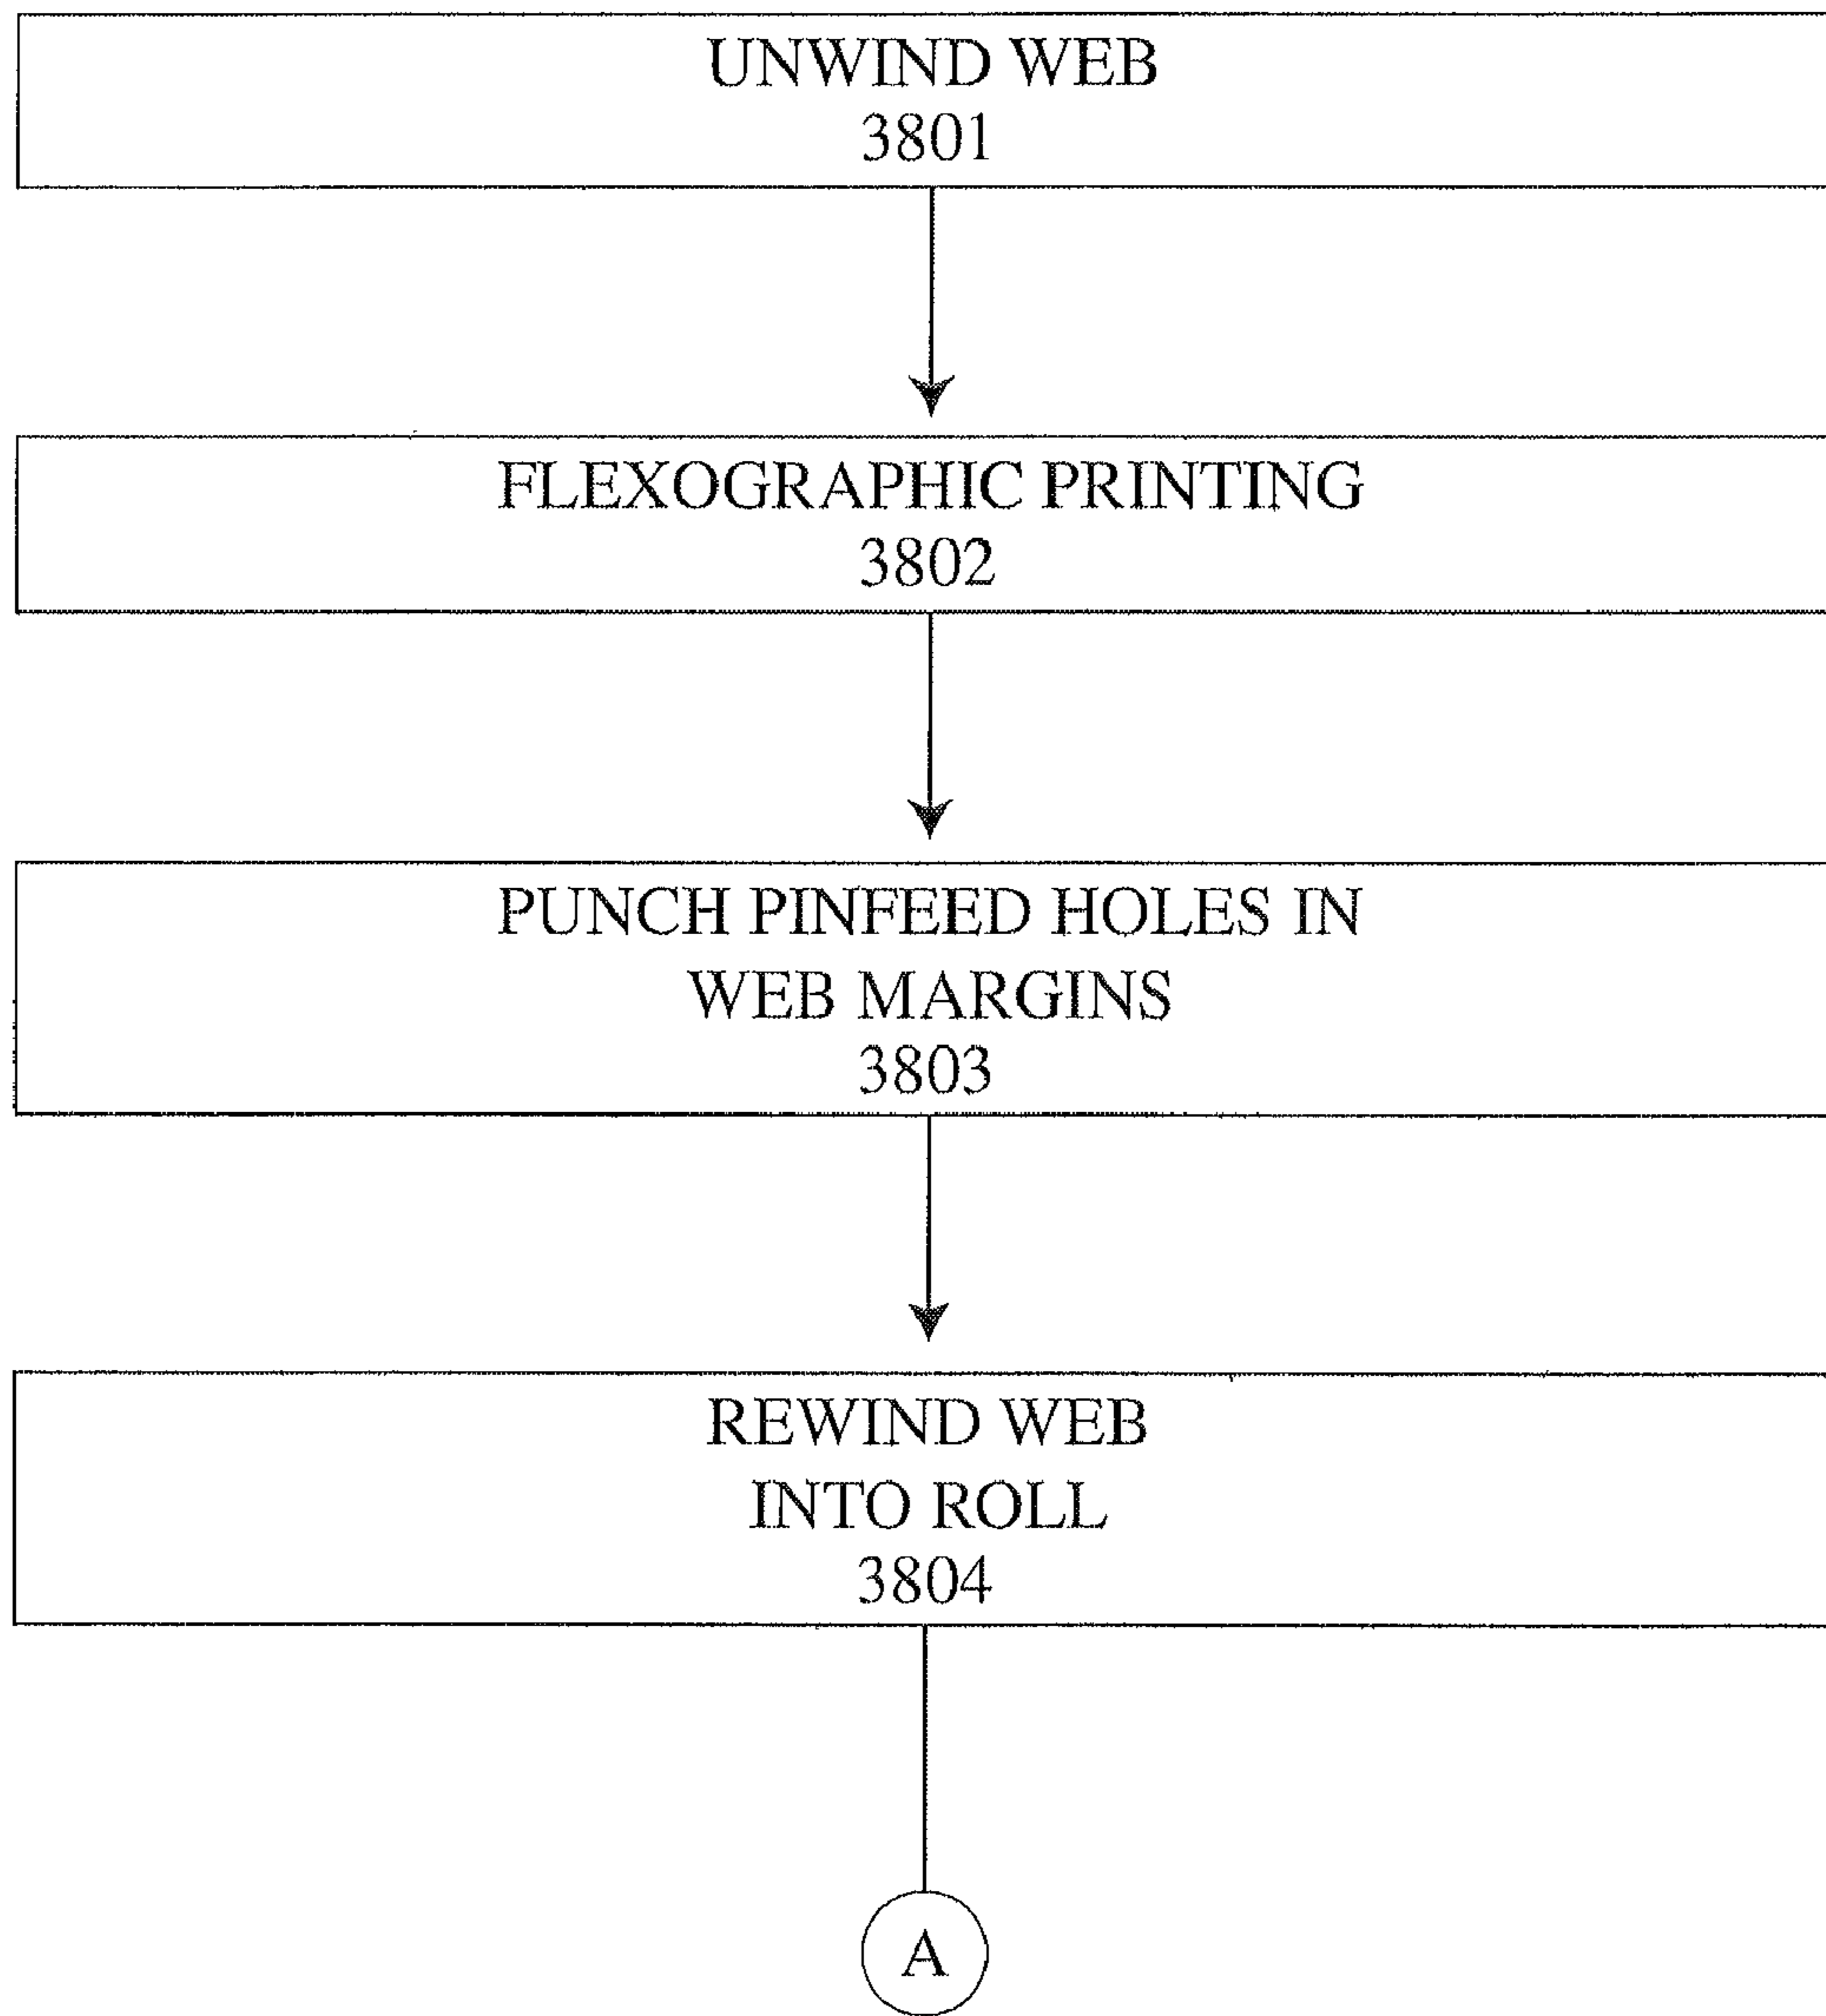 UNWIND WEB
3801
FLEXOGRAPHIC PRINTING
3802
PUNCH PINFEED HOLES IN
WEB MARGINS
3803
REWIND WEB
INTO ROLL
3804
A